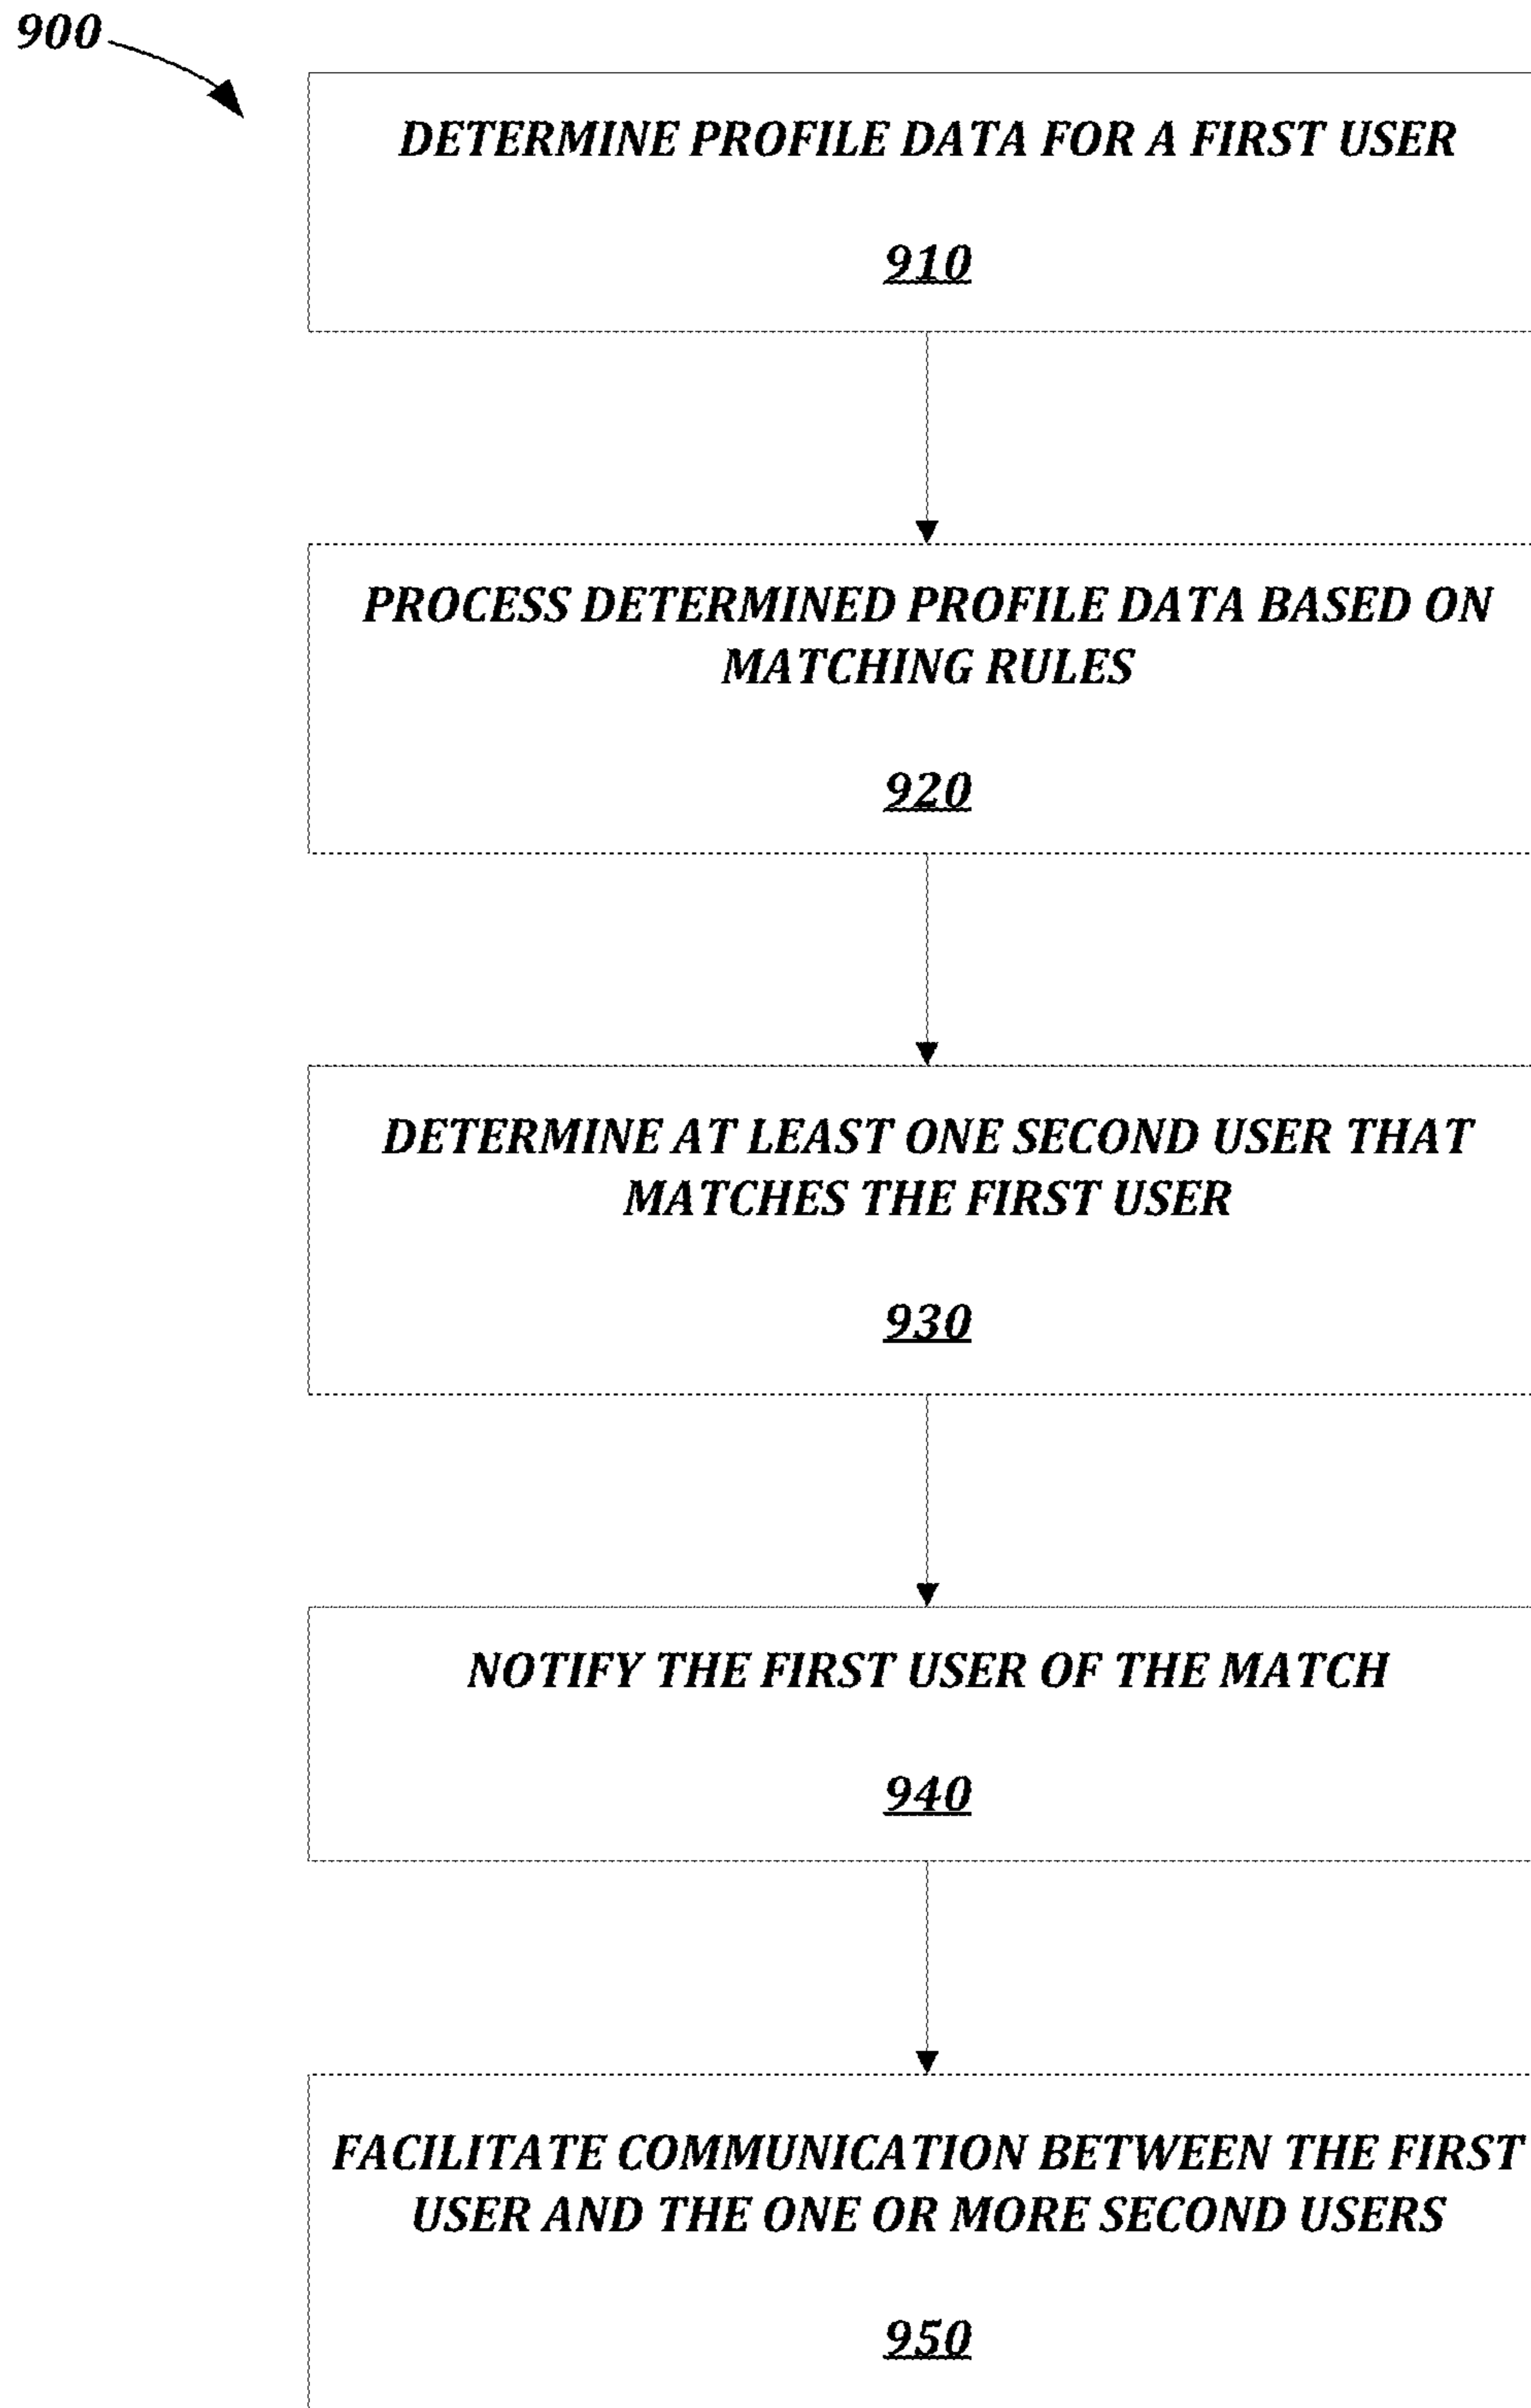 900
DETERMINE PROFILE DATA FOR A FIRST USER
910
PROCESS DETERMINED PROFILE DATA BASED ON
MATCHING RULES
920
DETERMINE AT LEAST ONE SECOND USER THAT
MATCHES THE FIRST USER
930
NOTIFY THE FIRST USER OF THE MATCH
940
FACILITATE COMMUNICATION BETWEEN THE FIRST
USER AND THE ONE OR MORE SECOND USERS
950